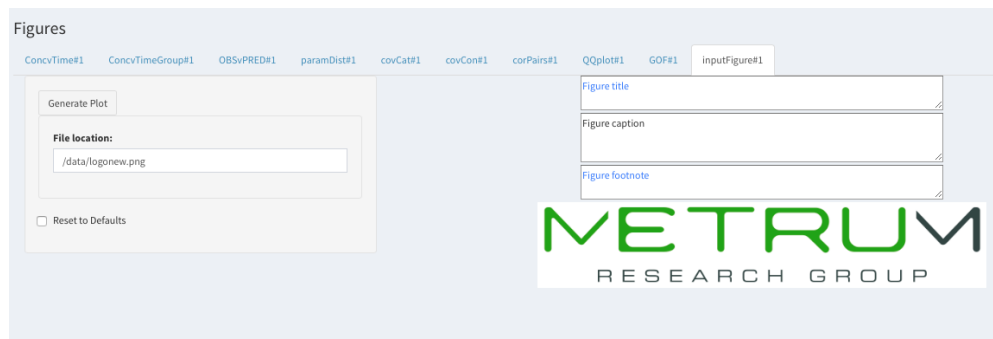 Figures
ConcvTime#1 ConcvTimeGroup#1 OBSvPRED#1 paramDist#1 covCat#1 covCon#1 corPairs#1 QQplot#1 GOF#1 inputFigure#1
Generate Plot
File location:
/data/logonew.png
Reset to Defaults
Figure title
Figure caption
Figure footnote
METRUM
RESEARCH GROUP